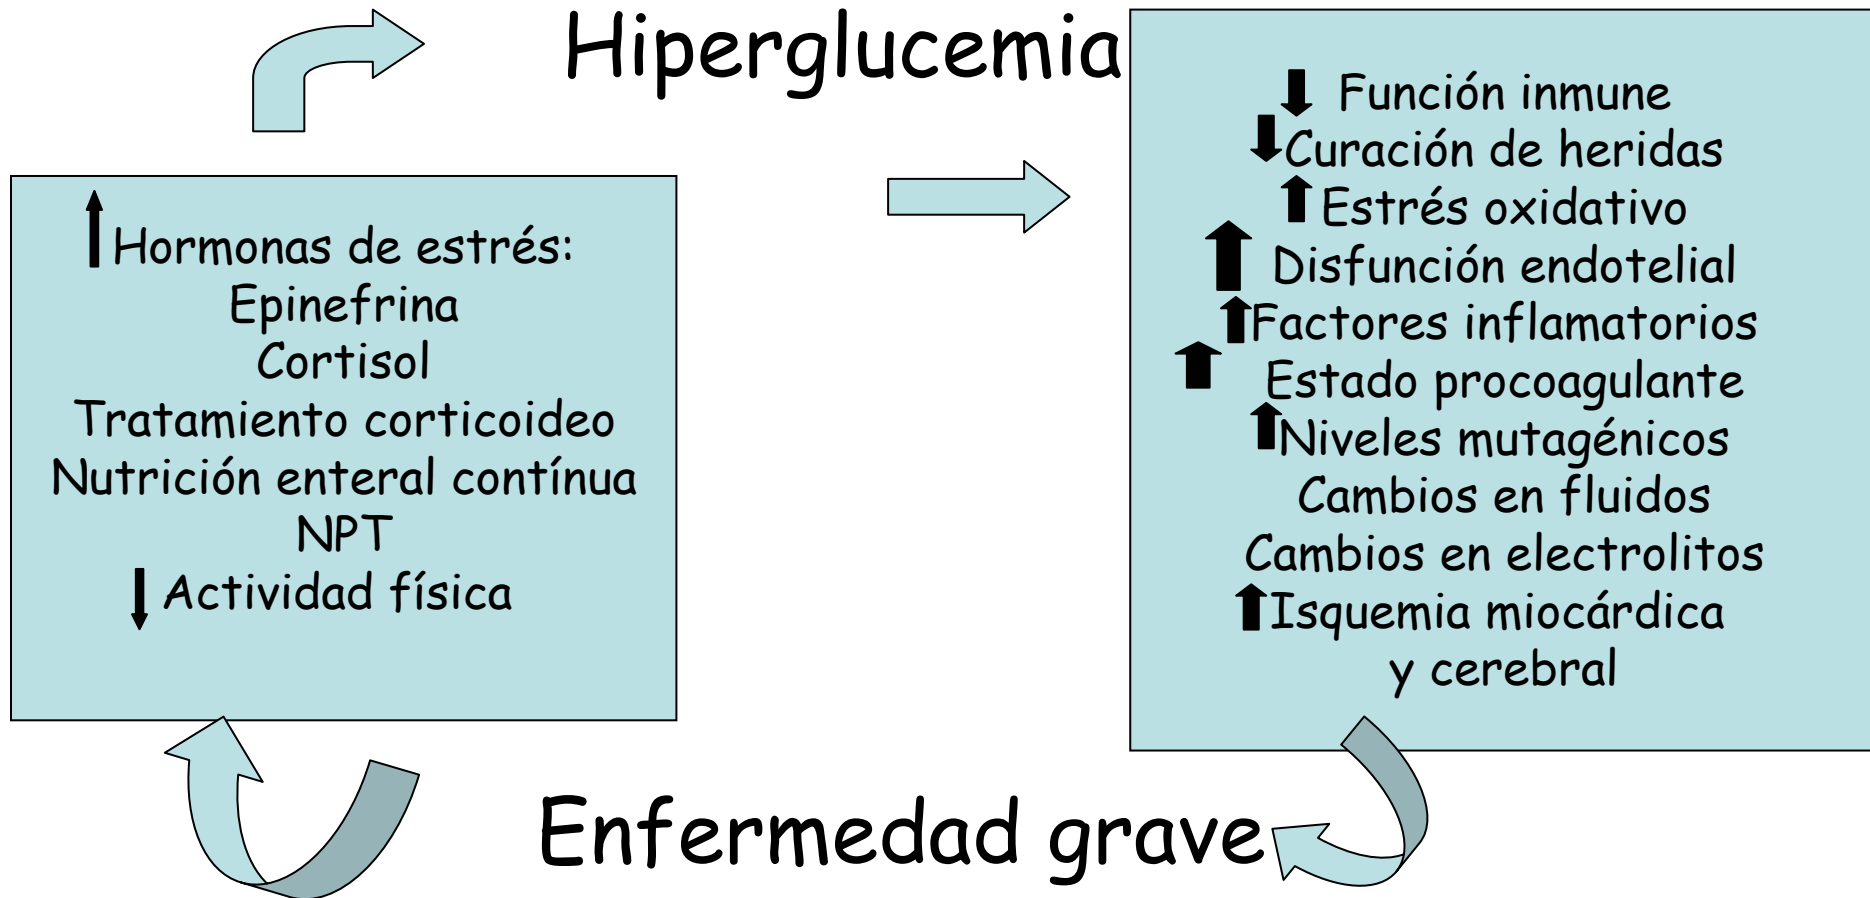 Hiperglucemia
Hormonas de estrés:
Epinefrina
Cortisol
Tratamiento corticoideo
Nutrición enteral contínua
NPT
Actividad física
Función inmune
Curación de heridas
Estrés oxidativo
Disfunción endotelial
Factores inflamatorios
Estado procoagulante
Niveles mutagénicos
Cambios en fluidos
Cambios en electrolitos
Isquemia miocárdica
y cerebral
Enfermedad grave